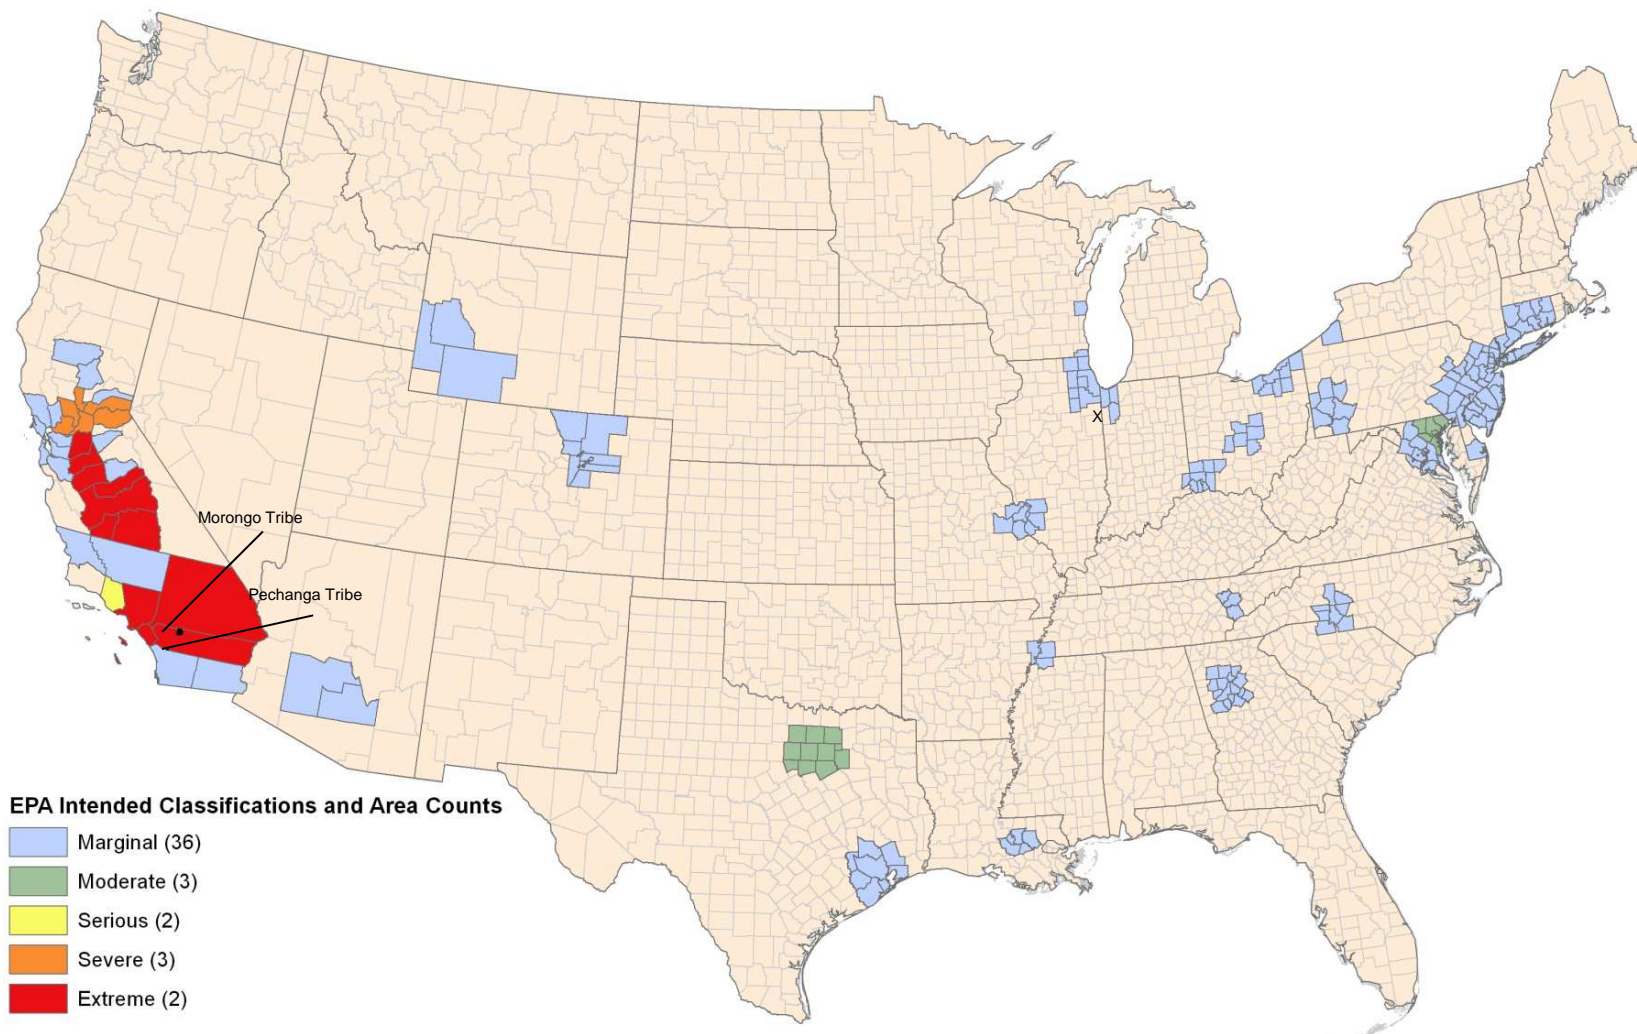 X
Morongo Tribe
Pechanga Tribe
EPA Intended Classifications and Area Counts
Marginal (36)
Moderate (3)
Serious (2)
Severe (3)
Extreme (2)